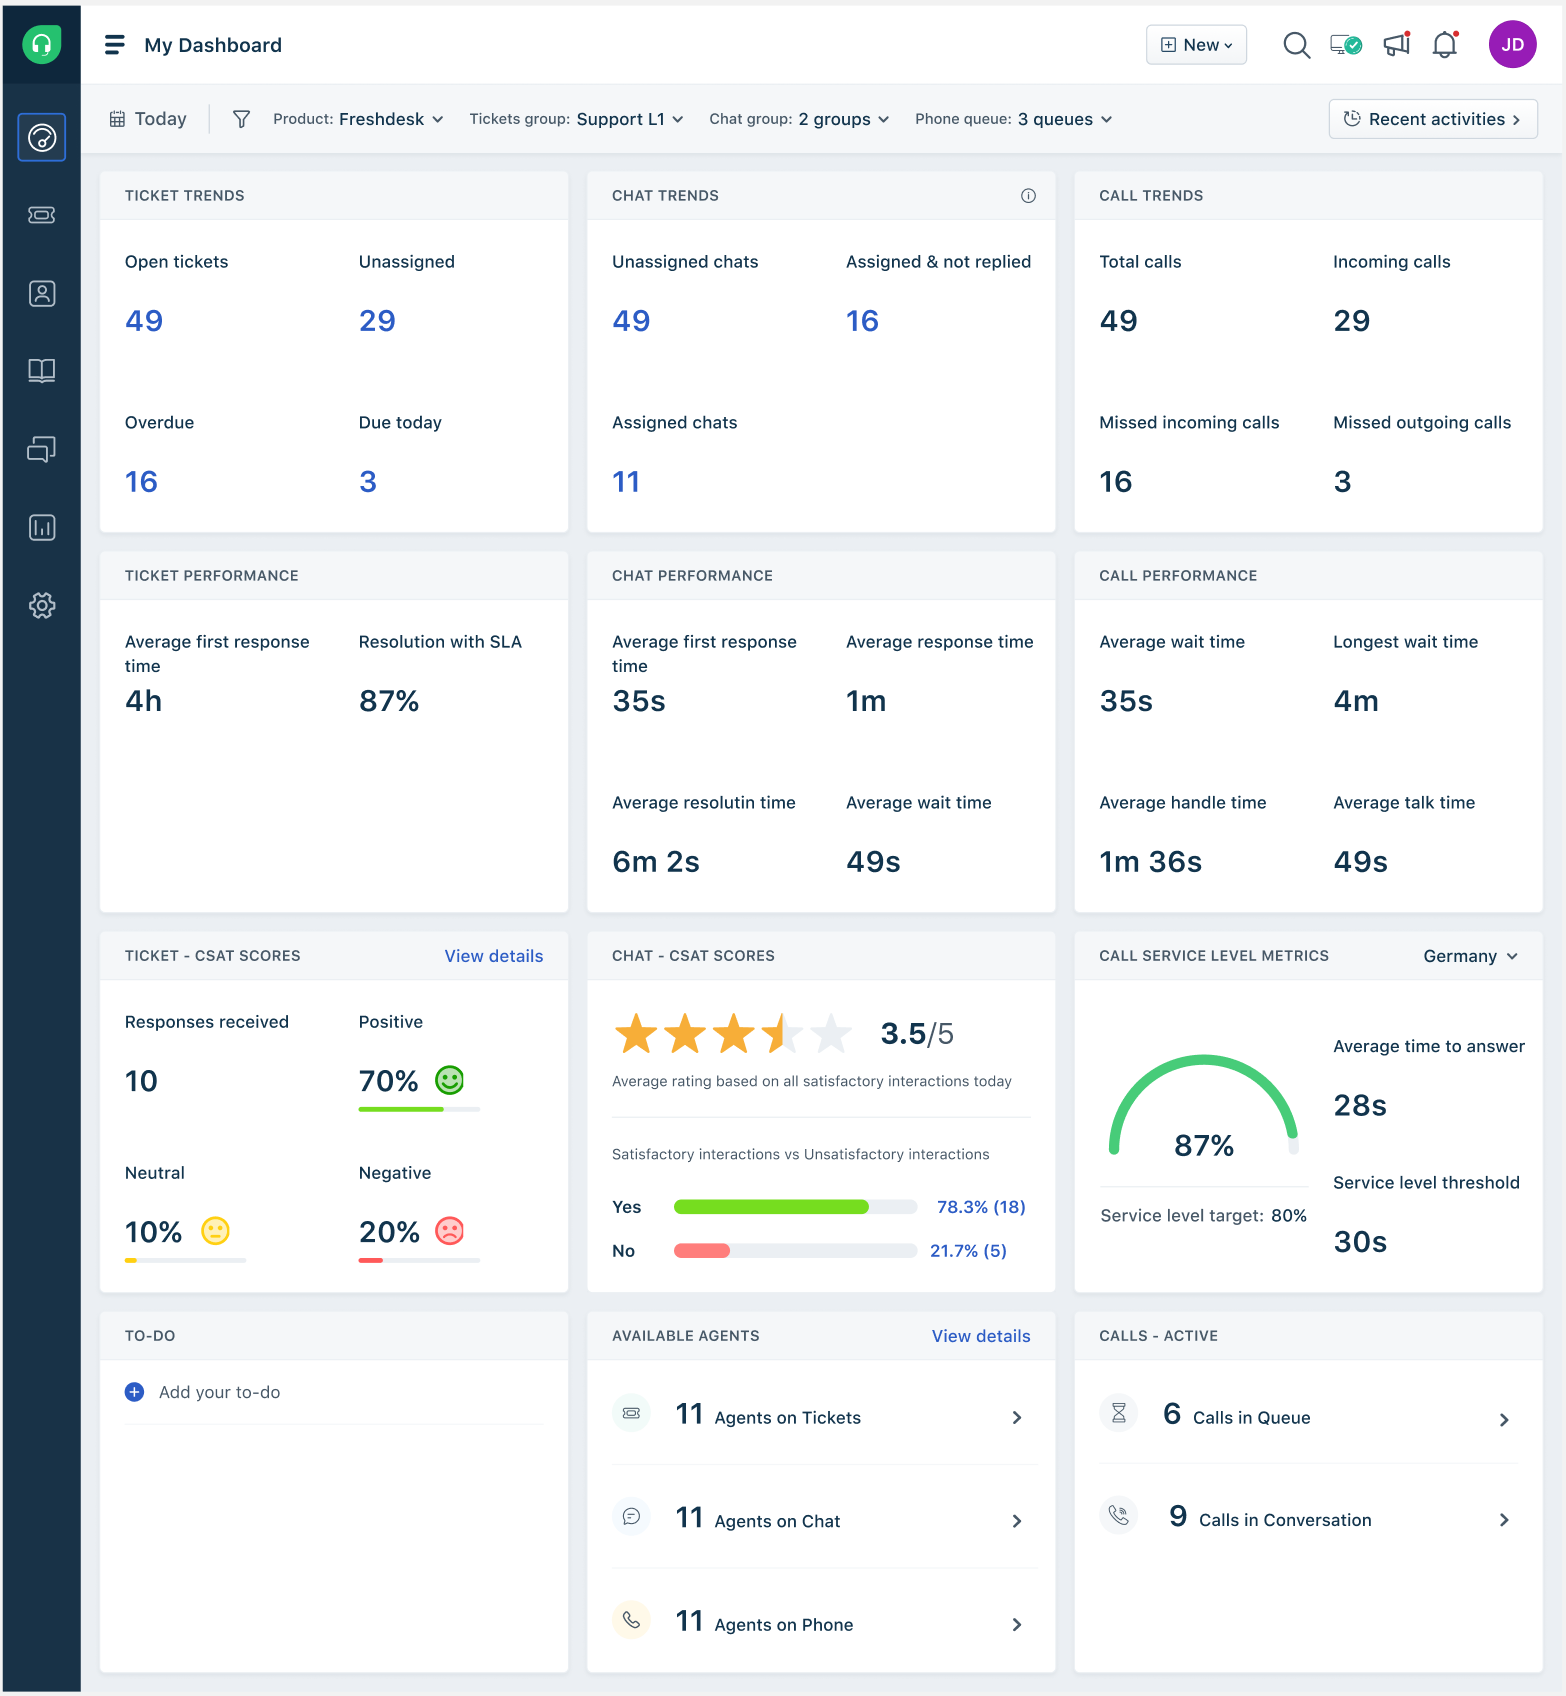 My Dashboard
New
JD
Today
Product: Freshdesk
Tickets group: Support L1
Chat group: 2 groups
Phone queue: 3 queues
Recent activities
TICKET TRENDS
Open tickets
49
Unassigned
29
Overdue
16
Due today
3
CHAT TRENDS
Unassigned chats
49
Assigned & not replied
16
Assigned chats
11
CALL TRENDS
Total calls
49
Incoming calls
29
Missed incoming calls
16
Missed outgoing calls
3
TICKET PERFORMANCE
Average first response
time
4h
Resolution with SLA
87%
CHAT PERFORMANCE
Average first response
time
35s
Average response time
1m
Average resolutin time
6m 2s
Average wait time
49s
CALL PERFORMANCE
Average wait time
35s
Longest wait time
4m
Average handle time
1m 36s
Average talk time
49s
TICKET - CSAT SCORES
View details
Responses received
10
Positive
70%
Neutral
10%
Negative
20%
CHAT - CSAT SCORES
3.5/5
Average rating based on all satisfactory interactions today
Satisfactory interactions vs Unsatisfactory interactions
Yes
78.3% (18)
No
21.7% (5)
CALL SERVICE LEVEL METRICS
Germany
87%
Service level target: 80%
Average time to answer
28s
Service level threshold
30s
TO-DO
Add your to-do
AVAILABLE AGENTS
View details
11 Agents on Tickets
11 Agents on Chat
11 Agents on Phone
CALLS - ACTIVE
6 Calls in Queue
9 Calls in Conversation